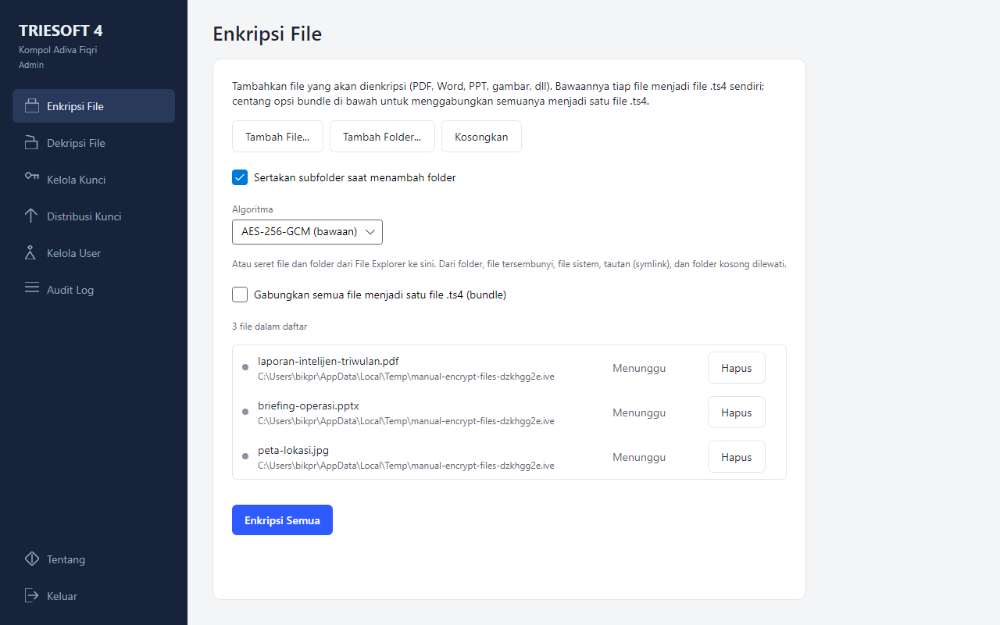 TRIESOFT 4
Kompol Adiva Fiqri
Admin
Enkripsi File
Dekripsi File
Kelola Kunci
Distribusi Kunci
Kelola User
Audit Log
Tentang
Keluar
Enkripsi File
Tambahkan file yang akan dienkripsi (PDF, Word, PPT, gambar, dll). Bawaannya tiap file menjadi file .ts4 sendiri;
centang opsi bundle di bawah untuk menggabungkan semuanya menjadi satu file .ts4.
Tambah File... Tambah Folder... Kosongkan
Sertakan subfolder saat menambah folder
Algoritma
AES-256-GCM (bawaan)
Atau seret file dan folder dari File Explorer ke sini. Dari folder, file tersembunyi, file sistem, tautan (symlink), dan folder kosong dilewati.
Gabungkan semua file menjadi satu file .ts4 (bundle)
3 file dalam daftar
laporan-intelijen-triwulan.pdf
C:\Users\bikpr\AppData\Local\Temp\manual-encrypt-files-dzkhgg2e.ive
Menunggu Hapus
briefing-operasi.pptx
C:\Users\bikpr\AppData\Local\Temp\manual-encrypt-files-dzkhgg2e.ive
Menunggu Hapus
peta-lokasi.jpg
C:\Users\bikpr\AppData\Local\Temp\manual-encrypt-files-dzkhgg2e.ive
Menunggu Hapus
Enkripsi Semua